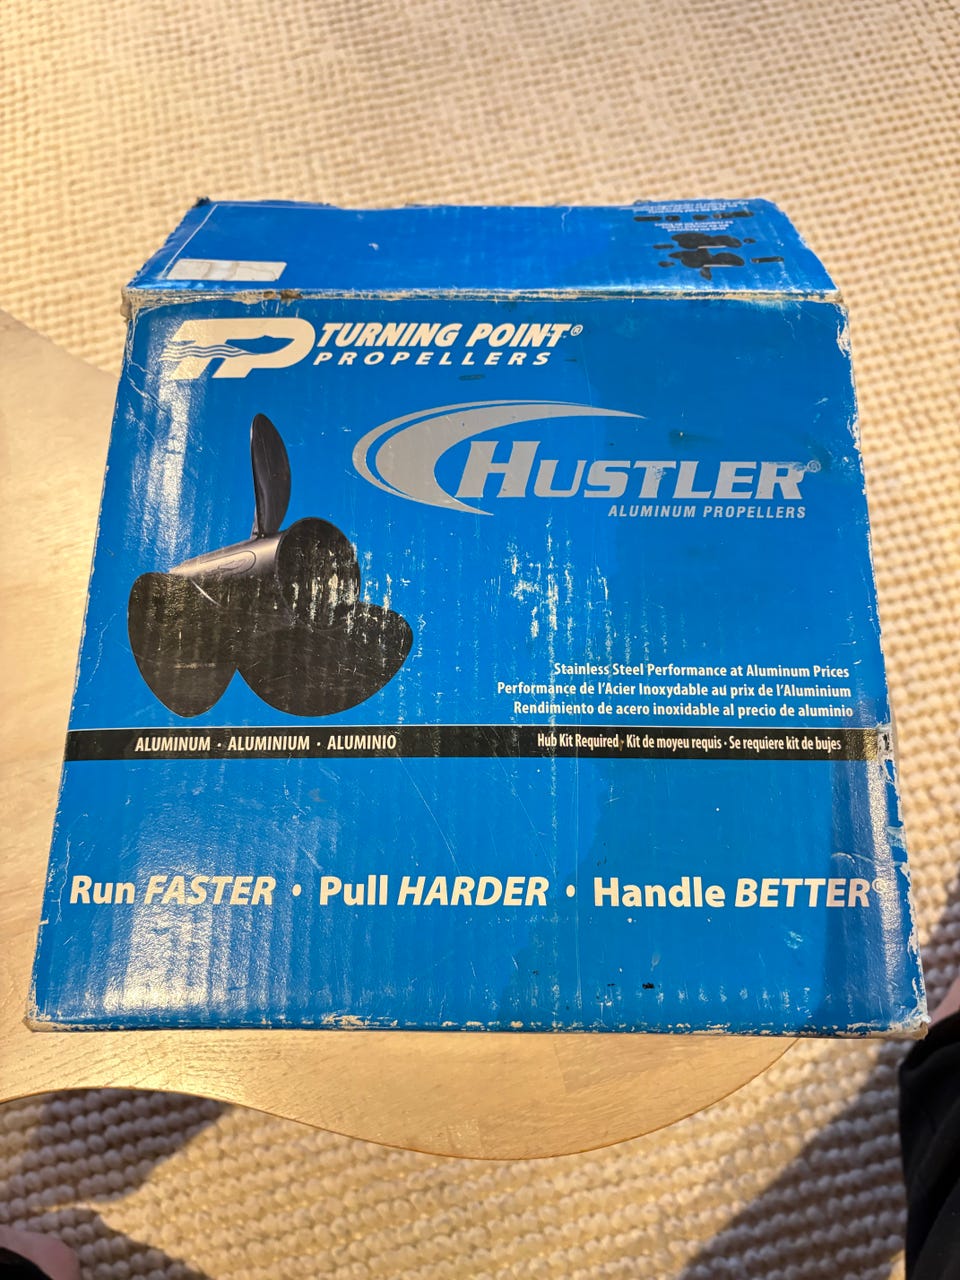 TURNING POINT®
PROPELLERS
HUSTLER®
ALUMINUM PROPELLERS
Stainless Steel Performance at Aluminum Prices
Performance de l'Acier Inoxydable au prix de l'Aluminium
Rendimiento de acero inoxidable al precio de aluminio
ALUMINUM · ALUMINIUM · ALUMINIO
Hub Kit Required · Kit de moyeu requis · Se requiere kit de bujes
Run FASTER • Pull HARDER • Handle BETTER®